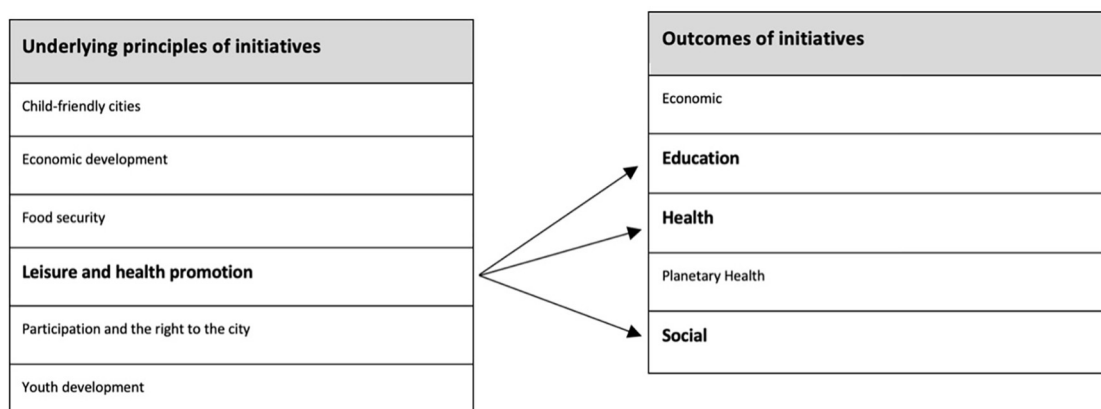 Underlying principles of initiatives
Child-friendly cities
Economic development
Food security
Leisure and health promotion
Participation and the right to the city
Youth development
Outcomes of initiatives
Economic
Education
Health
Planetary Health
Social